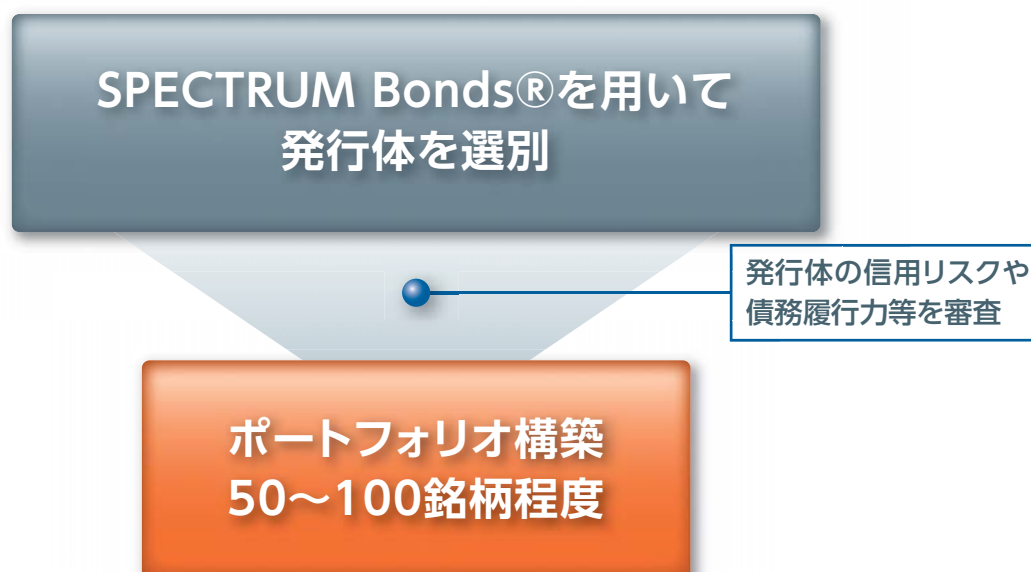 SPECTRUM Bonds®を用いて
発行体を選別
発行体の信用リスクや
債務履行力等を審査
ポートフォリオ構築
50～100銘柄程度